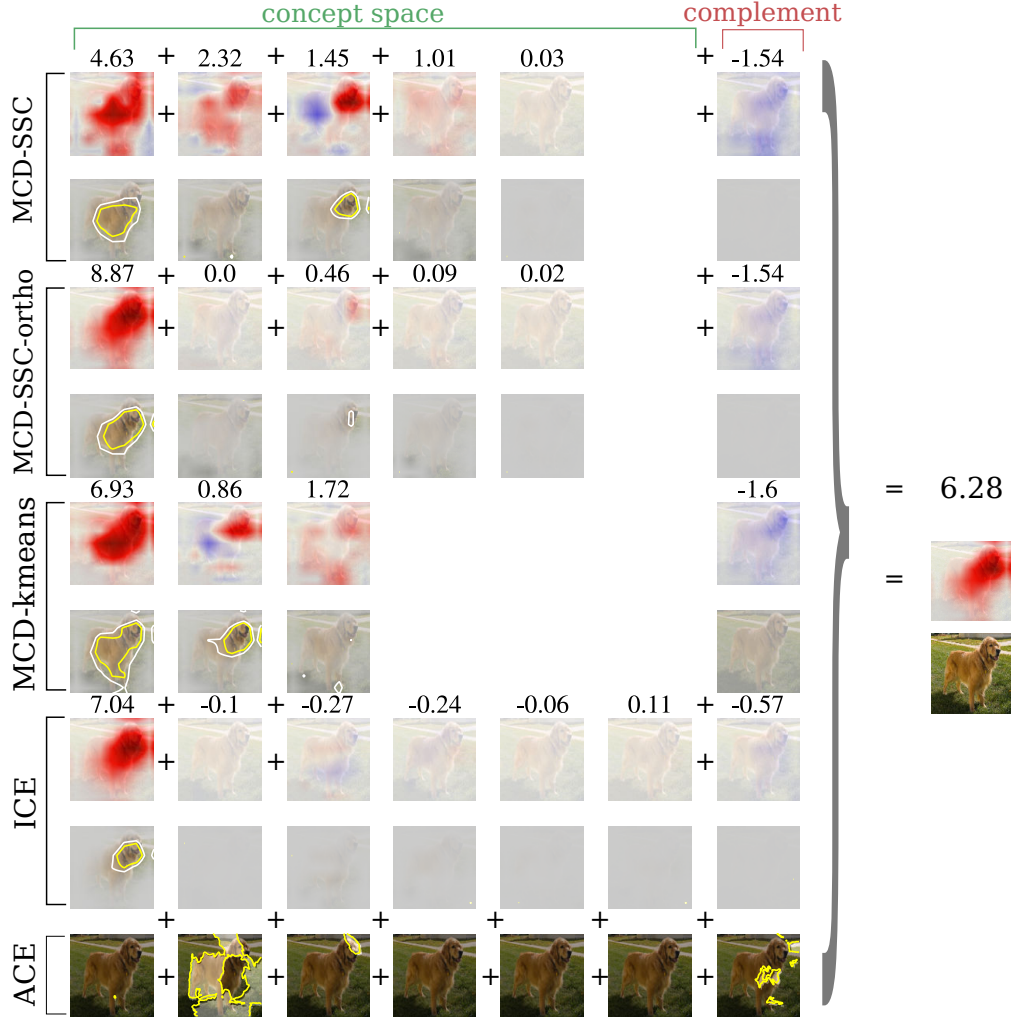 concept space complement
4.63 + 2.32 + 1.45 + 1.01 0.03 + -1.54
MCD-SSC
+ + + +
8.87 + 0.0 + 0.46 + 0.09 0.02 + -1.54
MCD-SSC-ortho
+ + + +
6.93 0.86 1.72 -1.6
MCD-kmeans
= 6.28
=
7.04 + -0.1 + -0.27 -0.24 -0.06 0.11 + -0.57
ICE
+ + +
+ + + + + +
ACE
+ + + + + +